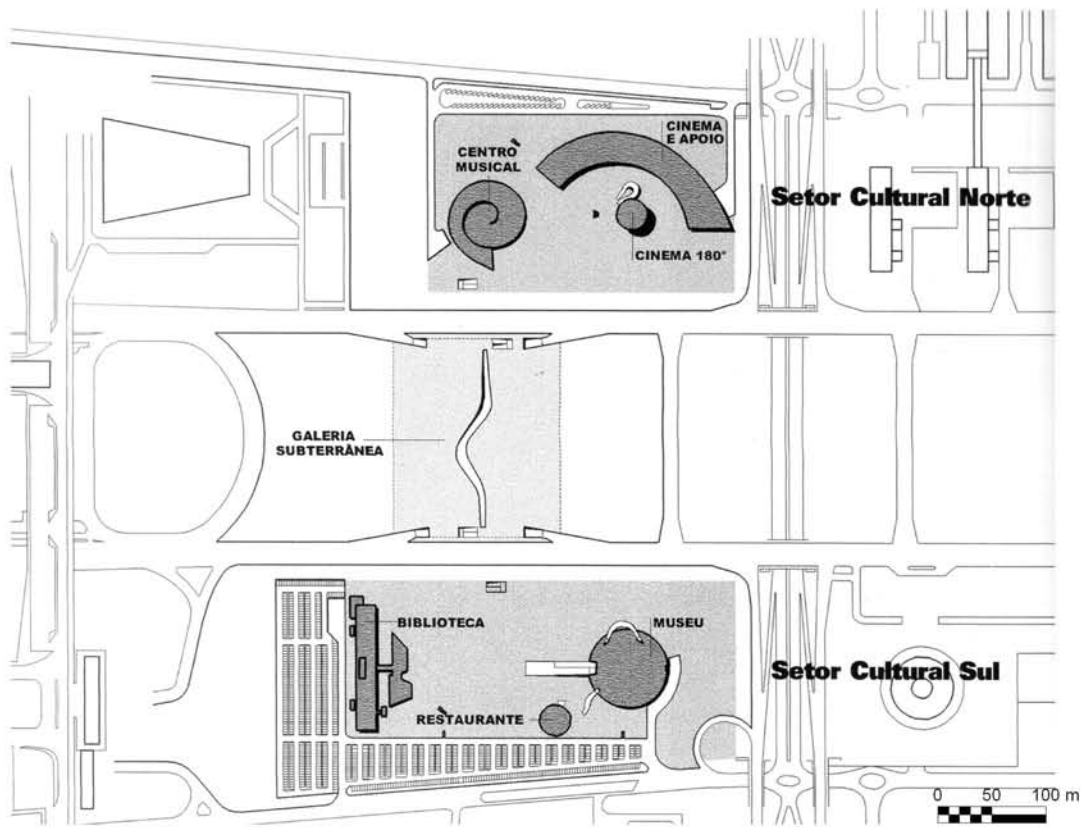 CINEMA
E APOIO
CENTRO
MUSICAL
Setor Cultural Norte
CINEMA 180°
GALERIA
SUBTERRÂNEA
BIBLIOTECA
MUSEU
Setor Cultural Sul
RESTAURANTE
0 50 100 m